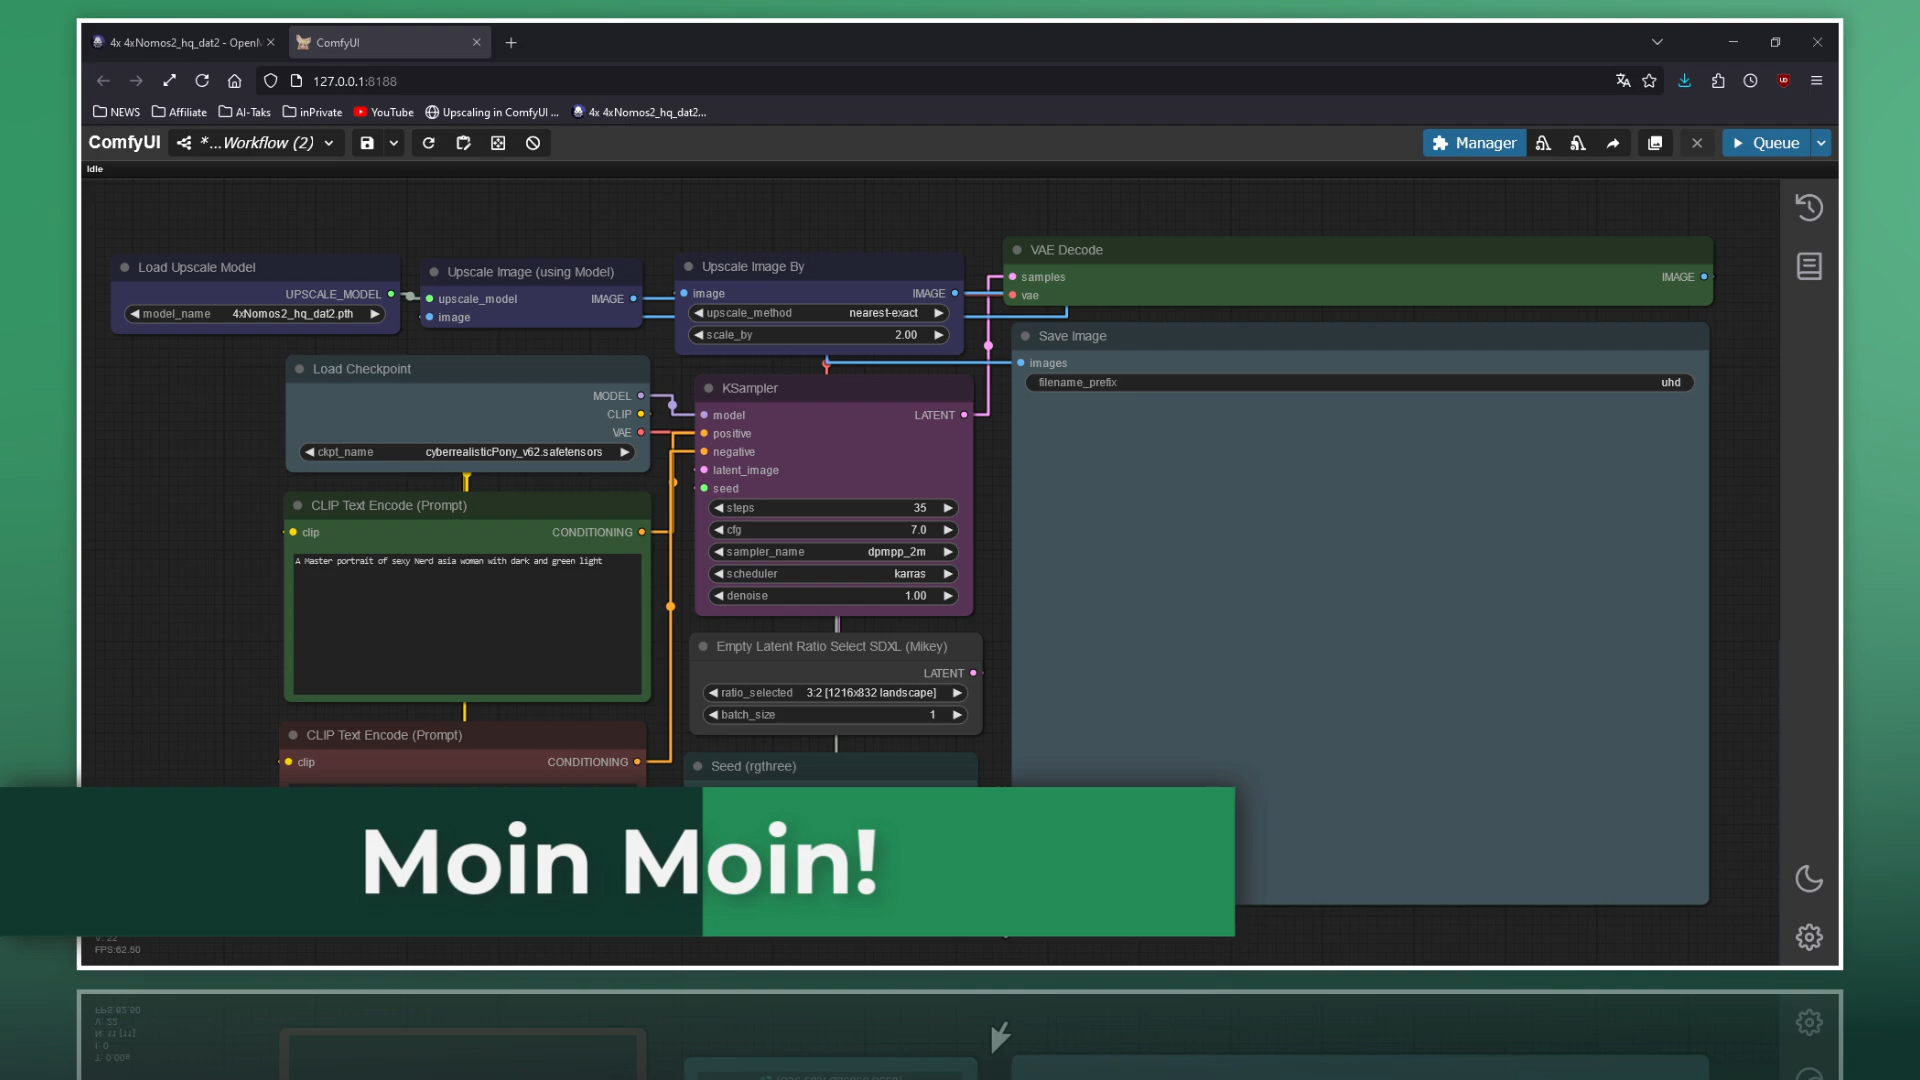 4x 4xNomos2_hq_dat2 - OpenM
ComfyUI
127.0.0.1:8188
NEWS
Affiliate
AI-Taks
inPrivate
YouTube
Upscaling in ComfyUI ...
4x 4xNomos2_hq_dat2...
ComfyUI
*...Workflow (2)
Manager
Queue
Idle
Load Upscale Model
UPSCALE_MODEL
model_name 4xNomos2_hq_dat2.pth
Upscale Image (using Model)
upscale_model IMAGE
image
Upscale Image By
image IMAGE
upscale_method nearest-exact
scale_by 2.00
VAE Decode
samples IMAGE
vae
Save Image
images
filename_prefix uhd
Load Checkpoint
MODEL
CLIP
VAE
ckpt_name cyberrealisticPony_v62.safetensors
KSampler
model LATENT
positive
negative
latent_image
seed
steps 35
cfg 7.0
sampler_name dpmpp_2m
scheduler karras
denoise 1.00
CLIP Text Encode (Prompt)
clip CONDITIONING
A Master portrait of sexy Nerd asia woman with dark and green light
Empty Latent Ratio Select SDXL (Mikey)
LATENT
ratio_selected 3:2 [1216x832 landscape]
batch_size 1
CLIP Text Encode (Prompt)
clip CONDITIONING
Seed (rgthree)
Moin Moin!
V: 22
FPS:62.50